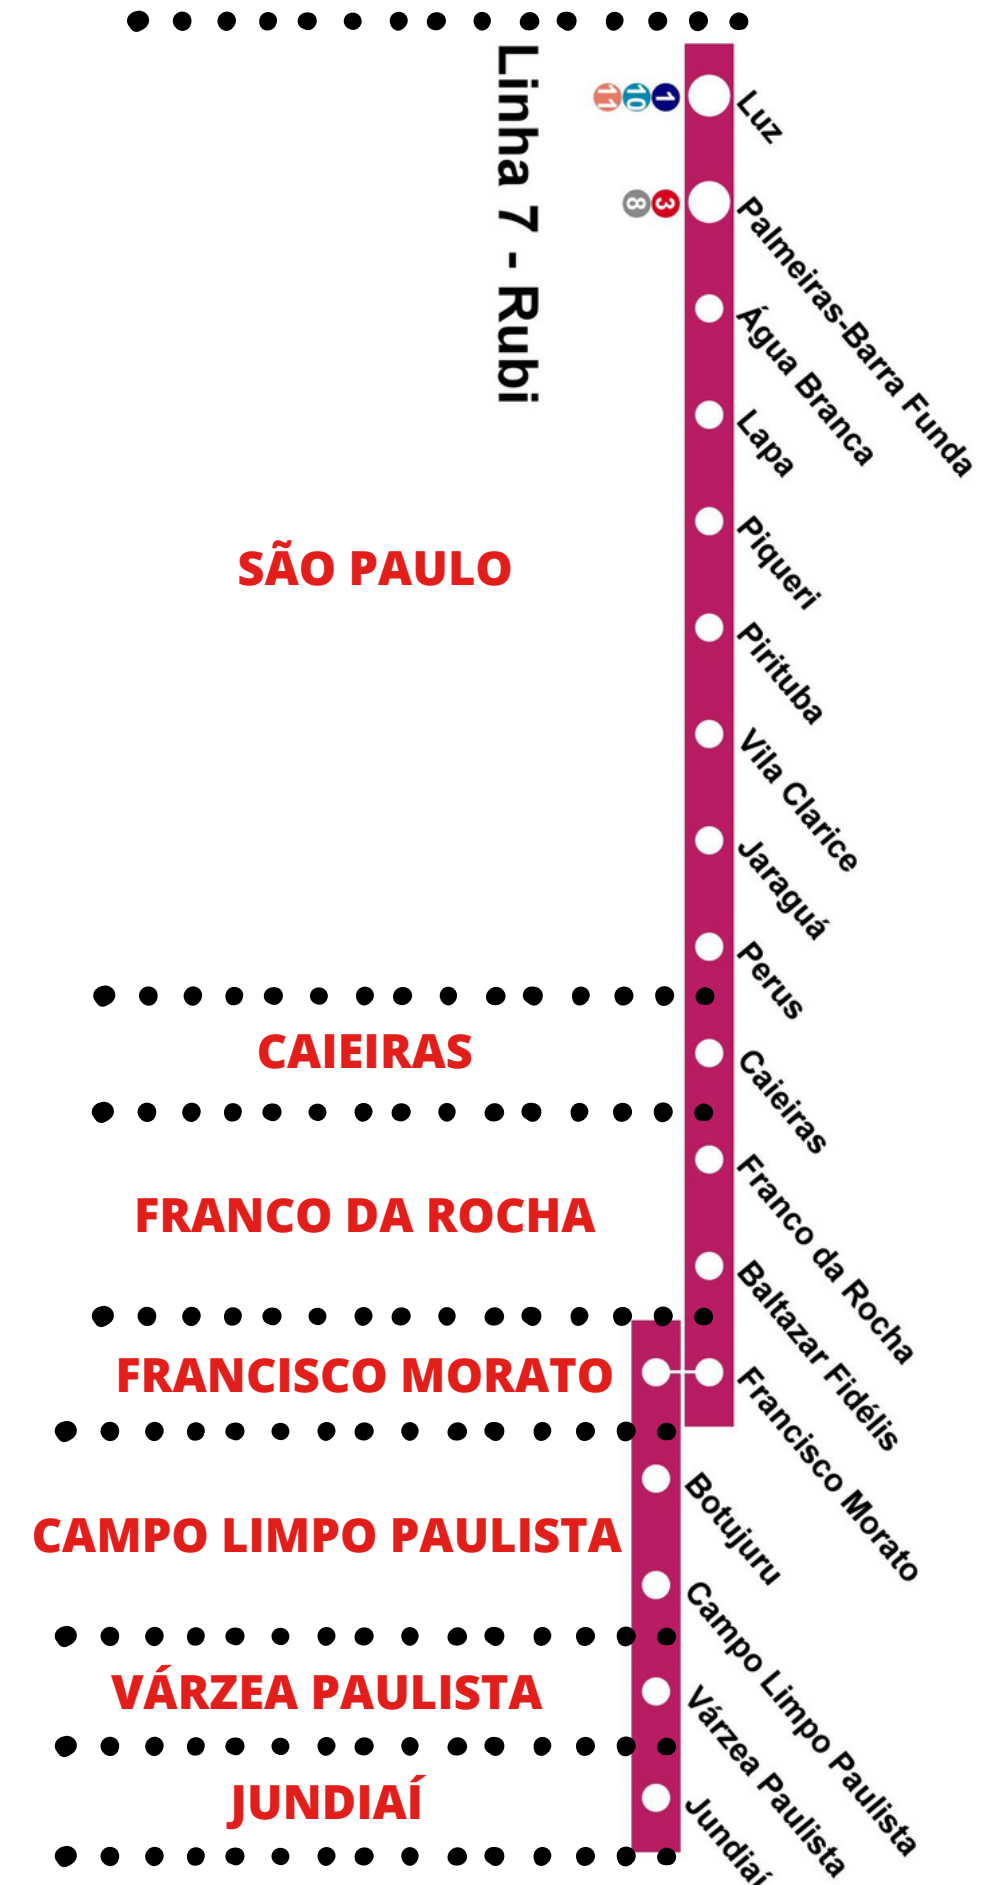 Linha 7 - Rubi
11 10 1
Luz
8 3
Palmeiras-Barra Funda
Água Branca
Lapa
Piqueri
SÃO PAULO
Pirituba
Vila Clarice
Jaraguá
Perus
CAIEIRAS
Caieiras
FRANCO DA ROCHA
Franco da Rocha
Baltazar Fidélis
FRANCISCO MORATO
Francisco Morato
CAMPO LIMPO PAULISTA
Botujuru
Campo Limpo Paulista
VÁRZEA PAULISTA
Várzea Paulista
JUNDIAÍ
Jundiaí